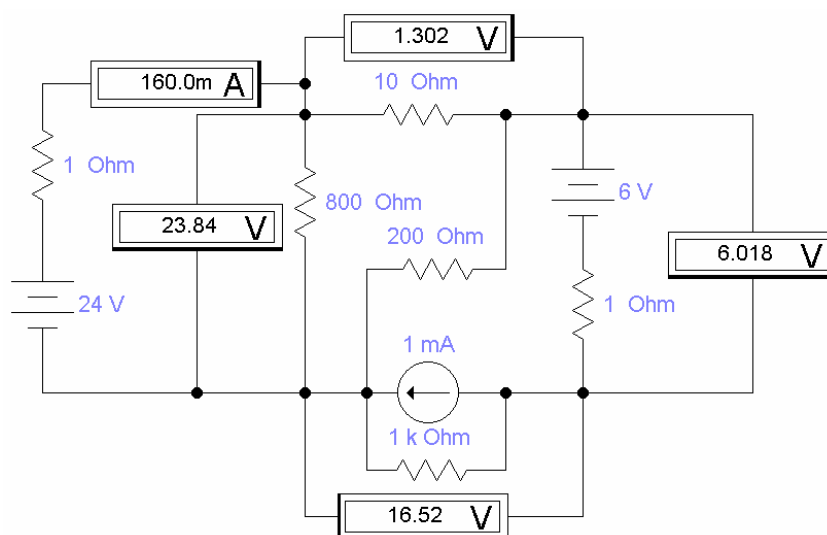 1.302 V
160.0m A
10 Ohm
1 Ohm
800 Ohm
6 V
23.84 V
200 Ohm
6.018 V
24 V
1 Ohm
1 mA
1 k Ohm
16.52 V